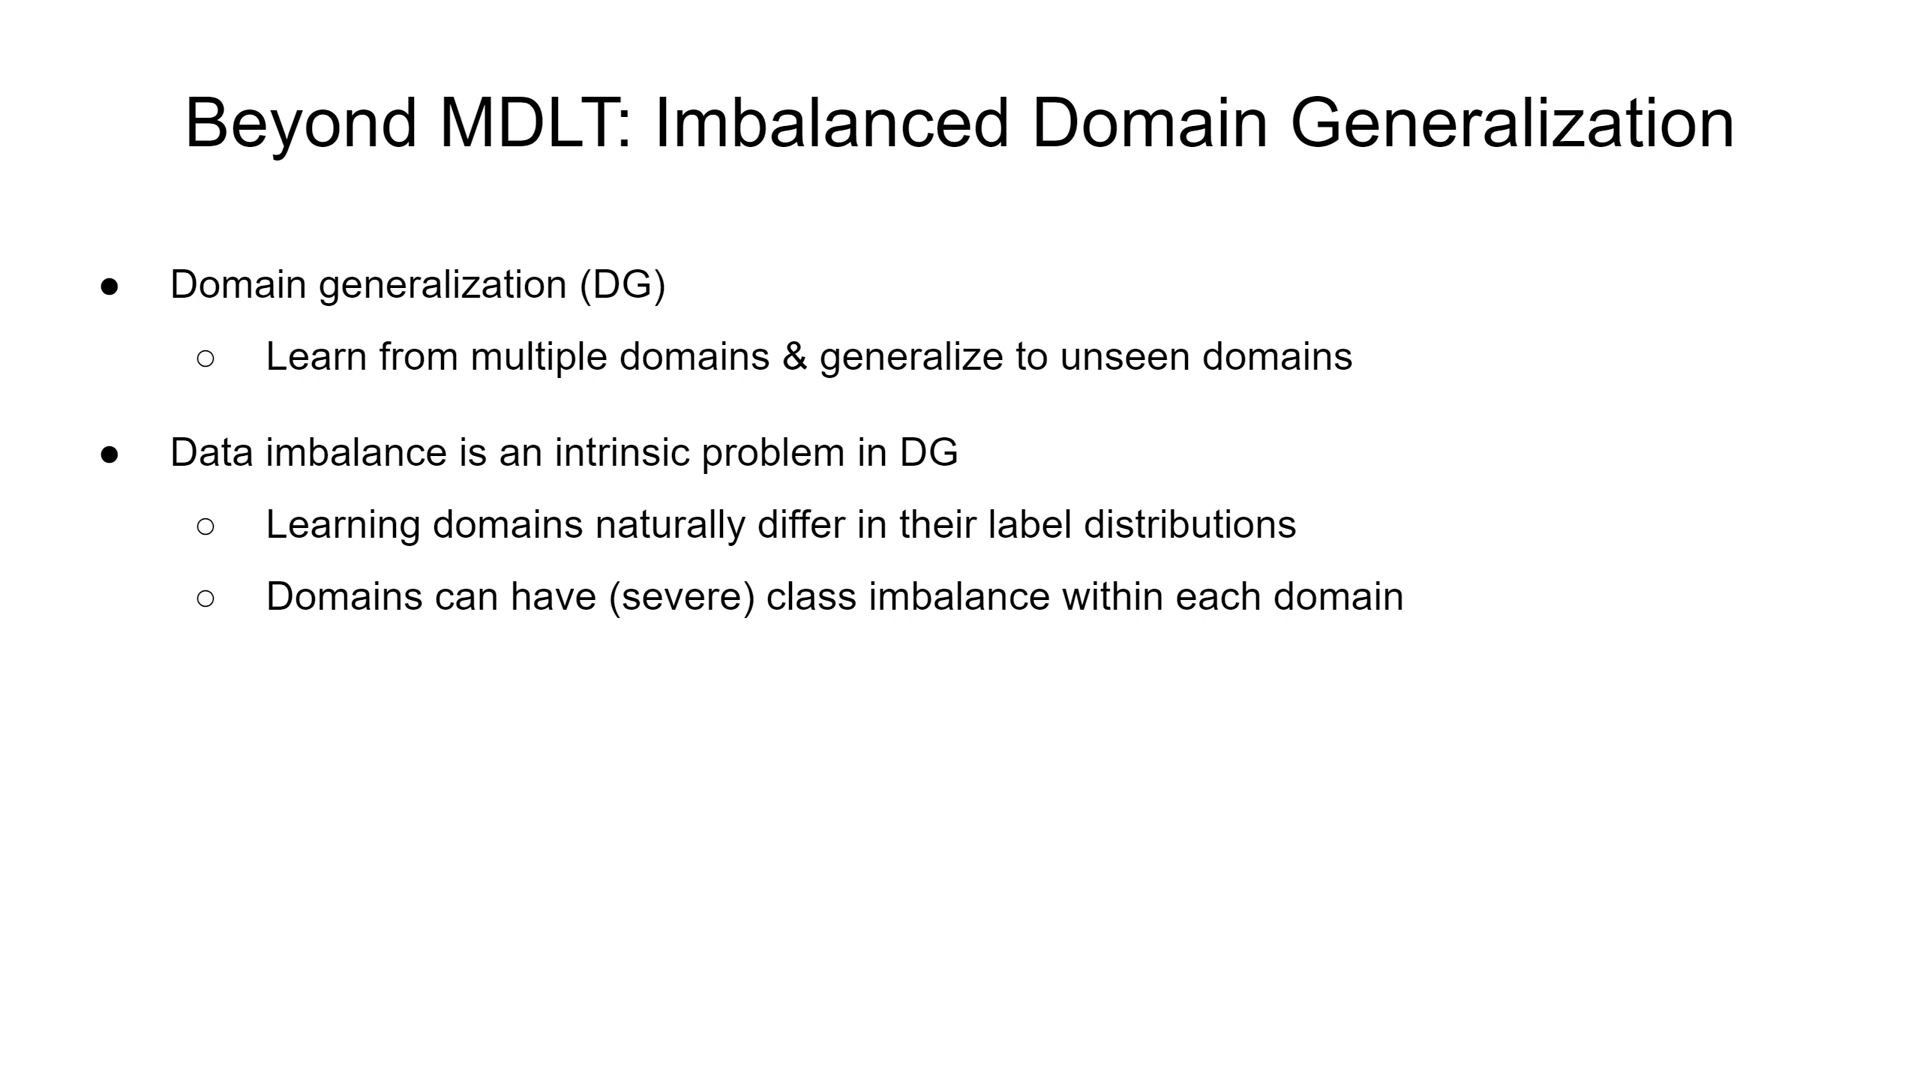 Beyond MDLT: Imbalanced Domain Generalization
● Domain generalization (DG)
○ Learn from multiple domains & generalize to unseen domains
● Data imbalance is an intrinsic problem in DG
○ Learning domains naturally differ in their label distributions
○ Domains can have (severe) class imbalance within each domain